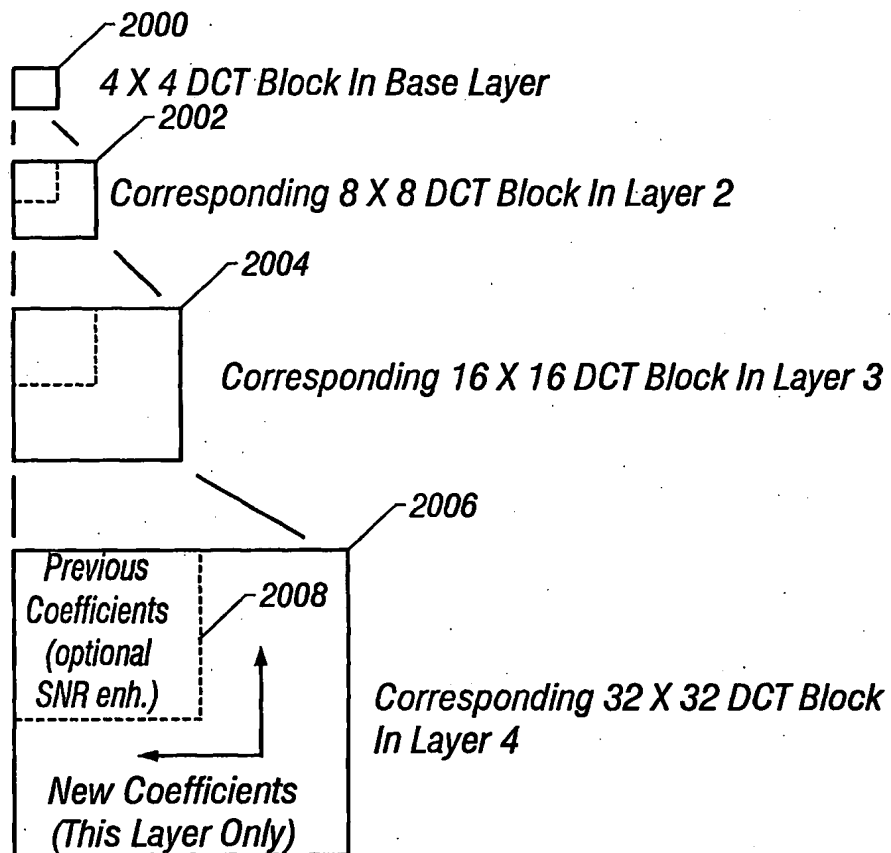 2000
4 X 4 DCT Block In Base Layer
2002
Corresponding 8 X 8 DCT Block In Layer 2
2004
Corresponding 16 X 16 DCT Block In Layer 3
2006
Previous
Coefficients
(optional
SNR enh.)
2008
Corresponding 32 X 32 DCT Block
In Layer 4
New Coefficients
(This Layer Only)